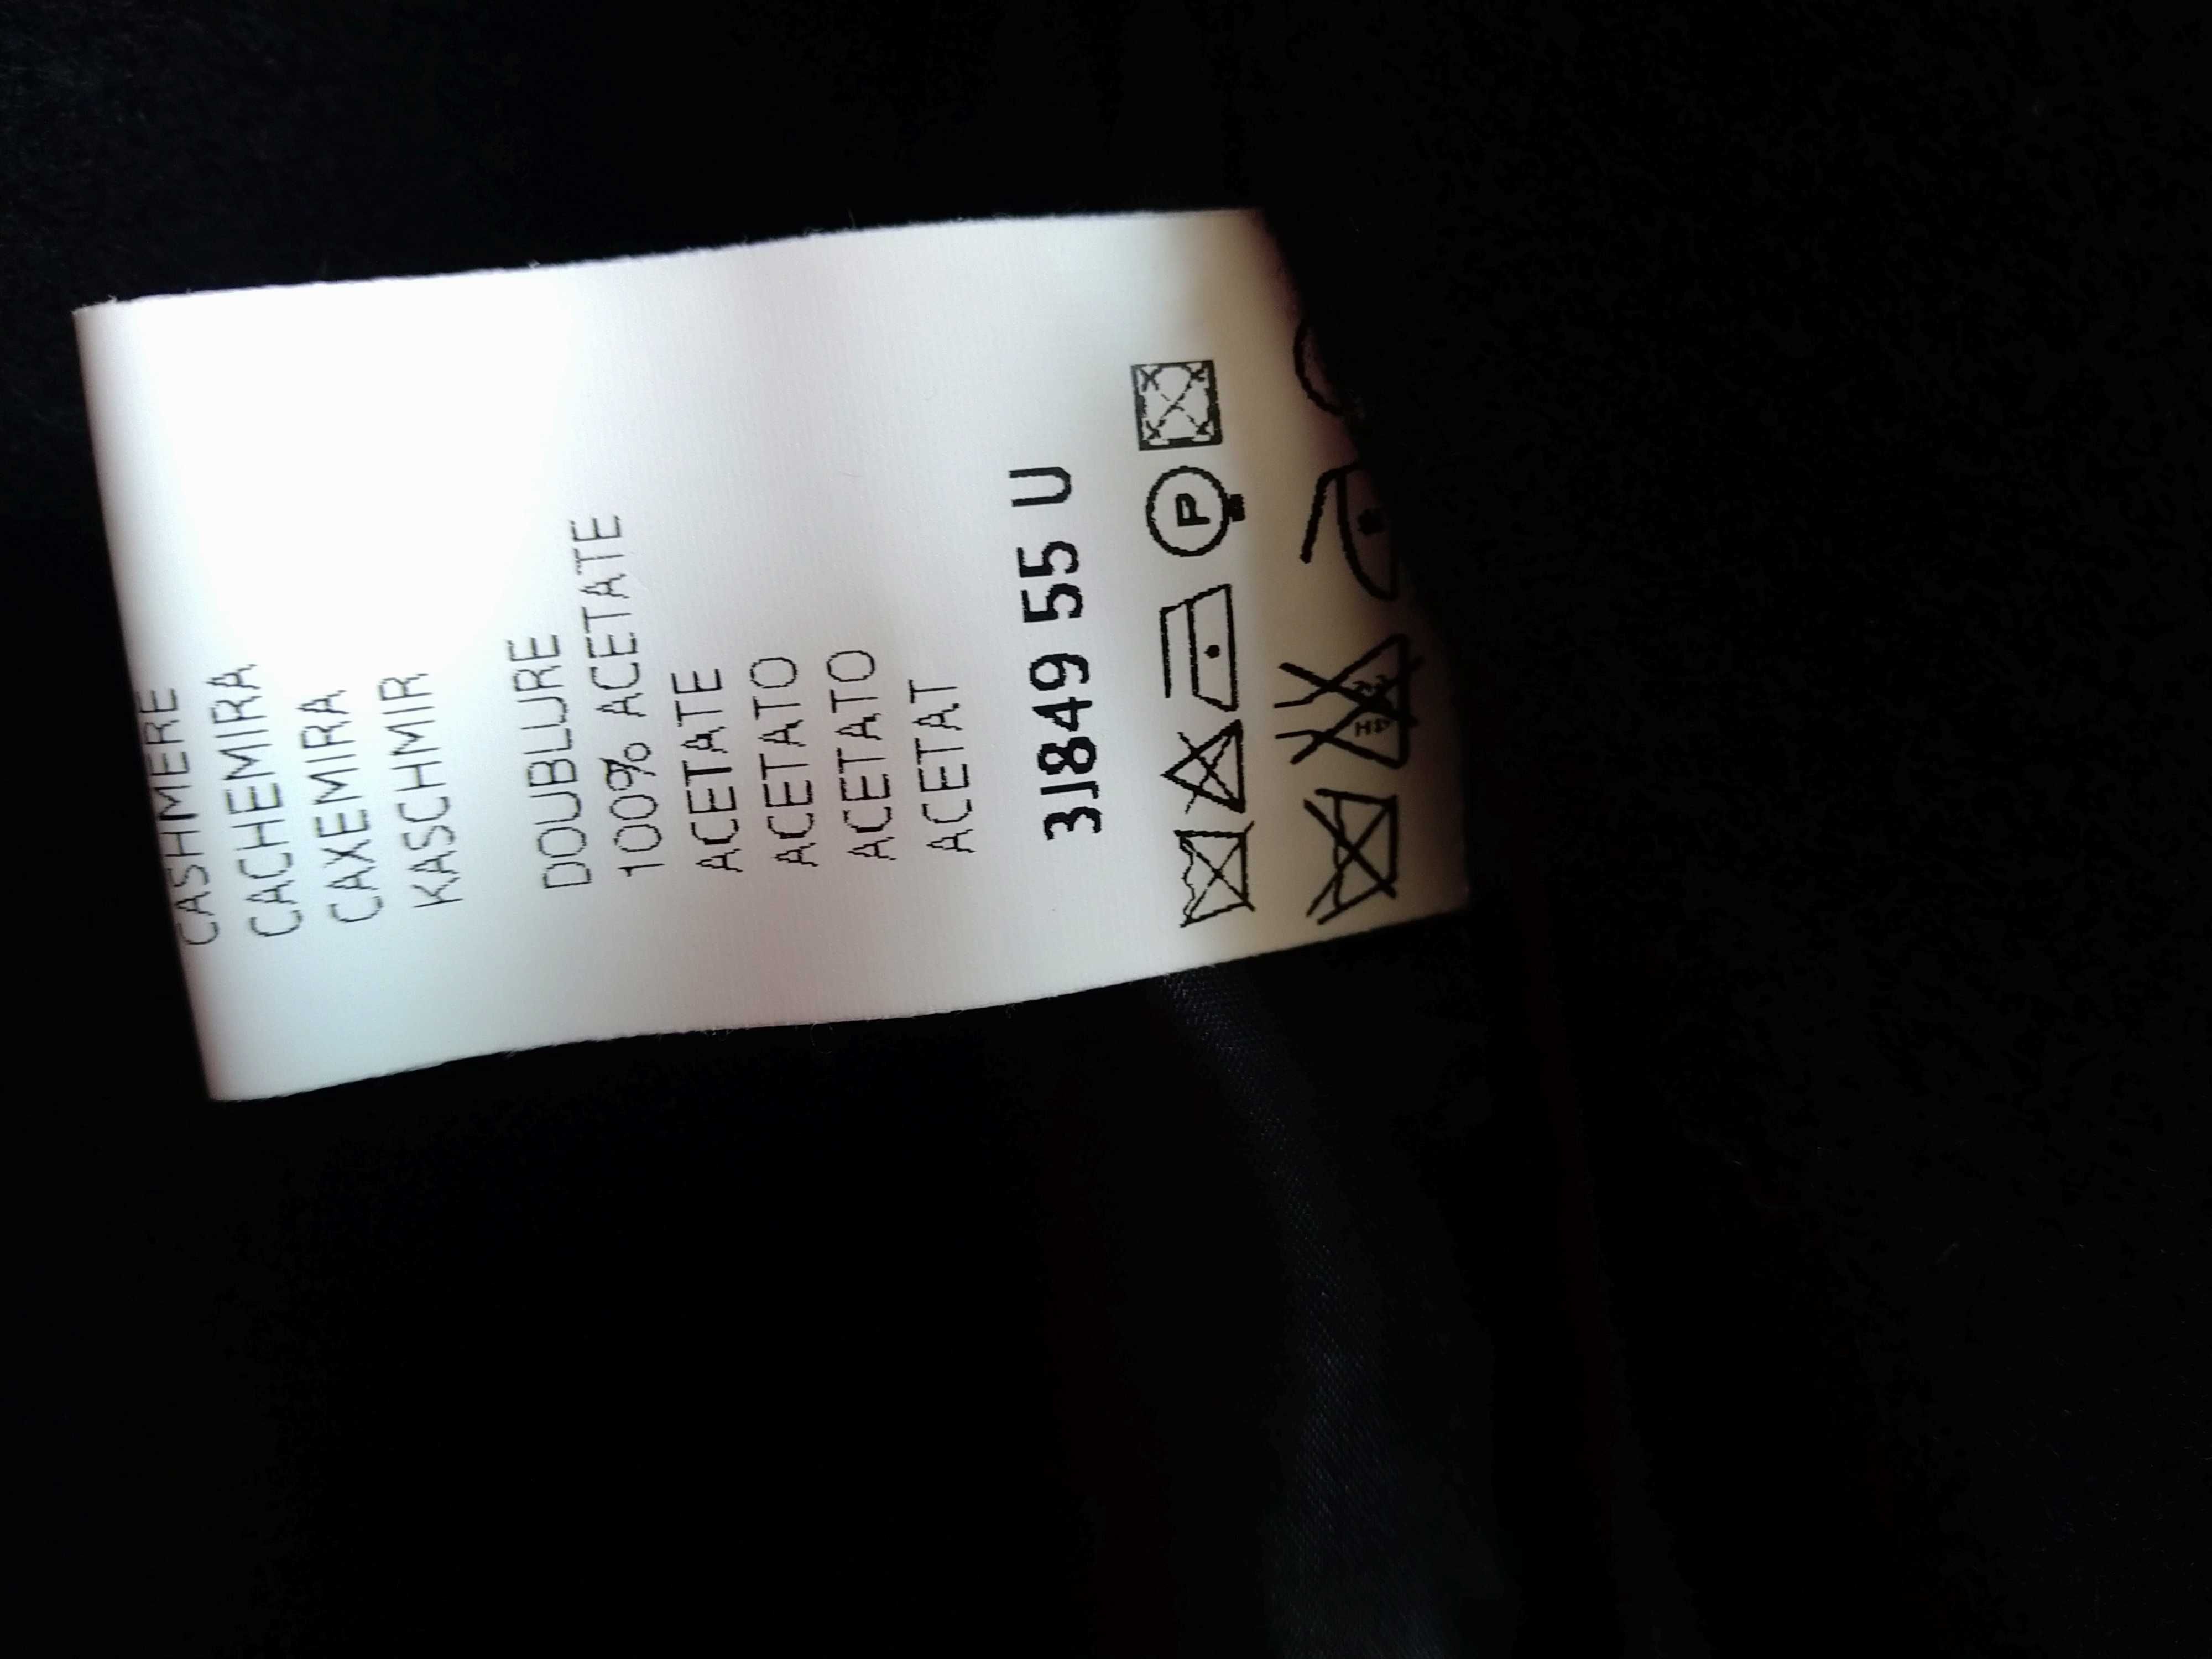 CASHMERE
CACHEMIRA
CAXEMIRA
KASCHMIR
DOUBLURE
100% ACETATE
ACETATE
ACETATO
ACETATO
ACETAT
3J849 55 U
P